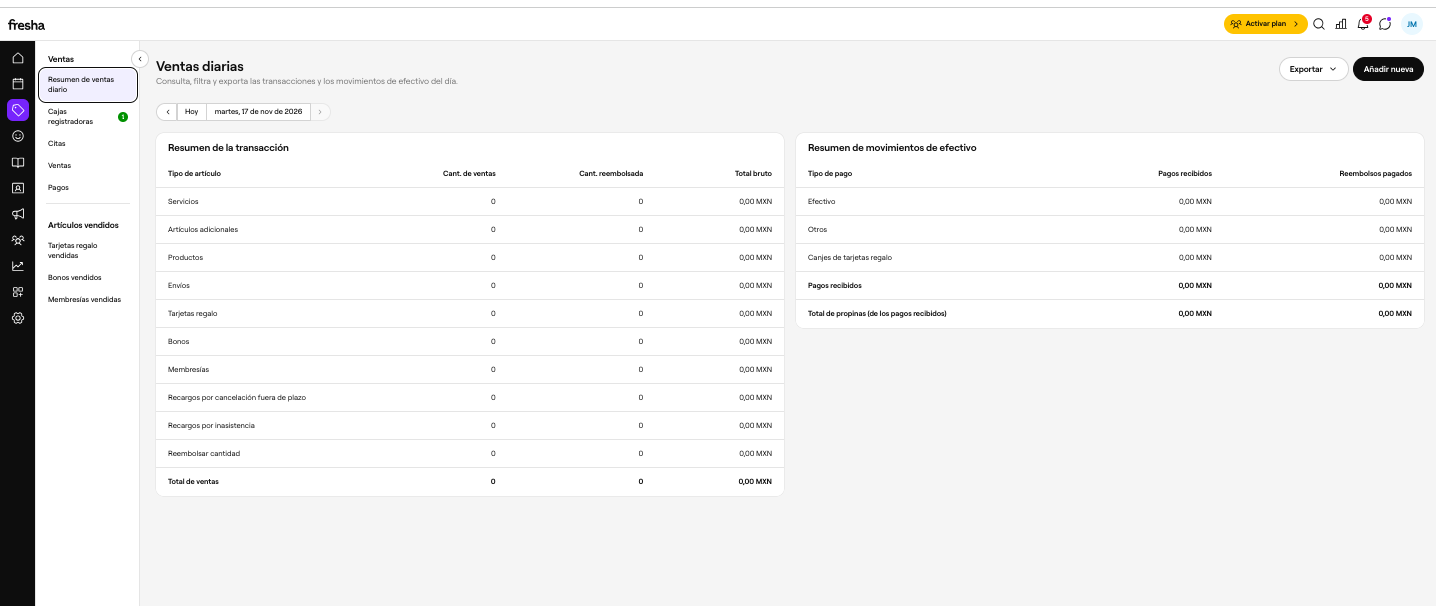 fresha
Activar plan
5
JM
Ventas
Resumen de ventas
diario
Cajas
registradoras
1
Citas
Ventas
Pagos
Artículos vendidos
Tarjetas regalo
vendidas
Bonos vendidos
Membresías vendidas
Ventas diarias
Consulta, filtra y exporta las transacciones y los movimientos de efectivo del día.
Exportar
Añadir nueva
Hoy martes, 17 de nov de 2026
Resumen de la transacción
Tipo de artículo Cant. de ventas Cant. reembolsada Total bruto
Servicios 0 0 0,00 MXN
Artículos adicionales 0 0 0,00 MXN
Productos 0 0 0,00 MXN
Envíos 0 0 0,00 MXN
Tarjetas regalo 0 0 0,00 MXN
Bonos 0 0 0,00 MXN
Membresías 0 0 0,00 MXN
Recargos por cancelación fuera de plazo 0 0 0,00 MXN
Recargos por inasistencia 0 0 0,00 MXN
Reembolsar cantidad 0 0 0,00 MXN
Total de ventas 0 0 0,00 MXN
Resumen de movimientos de efectivo
Tipo de pago Pagos recibidos Reembolsos pagados
Efectivo 0,00 MXN 0,00 MXN
Otros 0,00 MXN 0,00 MXN
Canjes de tarjetas regalo 0,00 MXN 0,00 MXN
Pagos recibidos 0,00 MXN 0,00 MXN
Total de propinas (de los pagos recibidos) 0,00 MXN 0,00 MXN